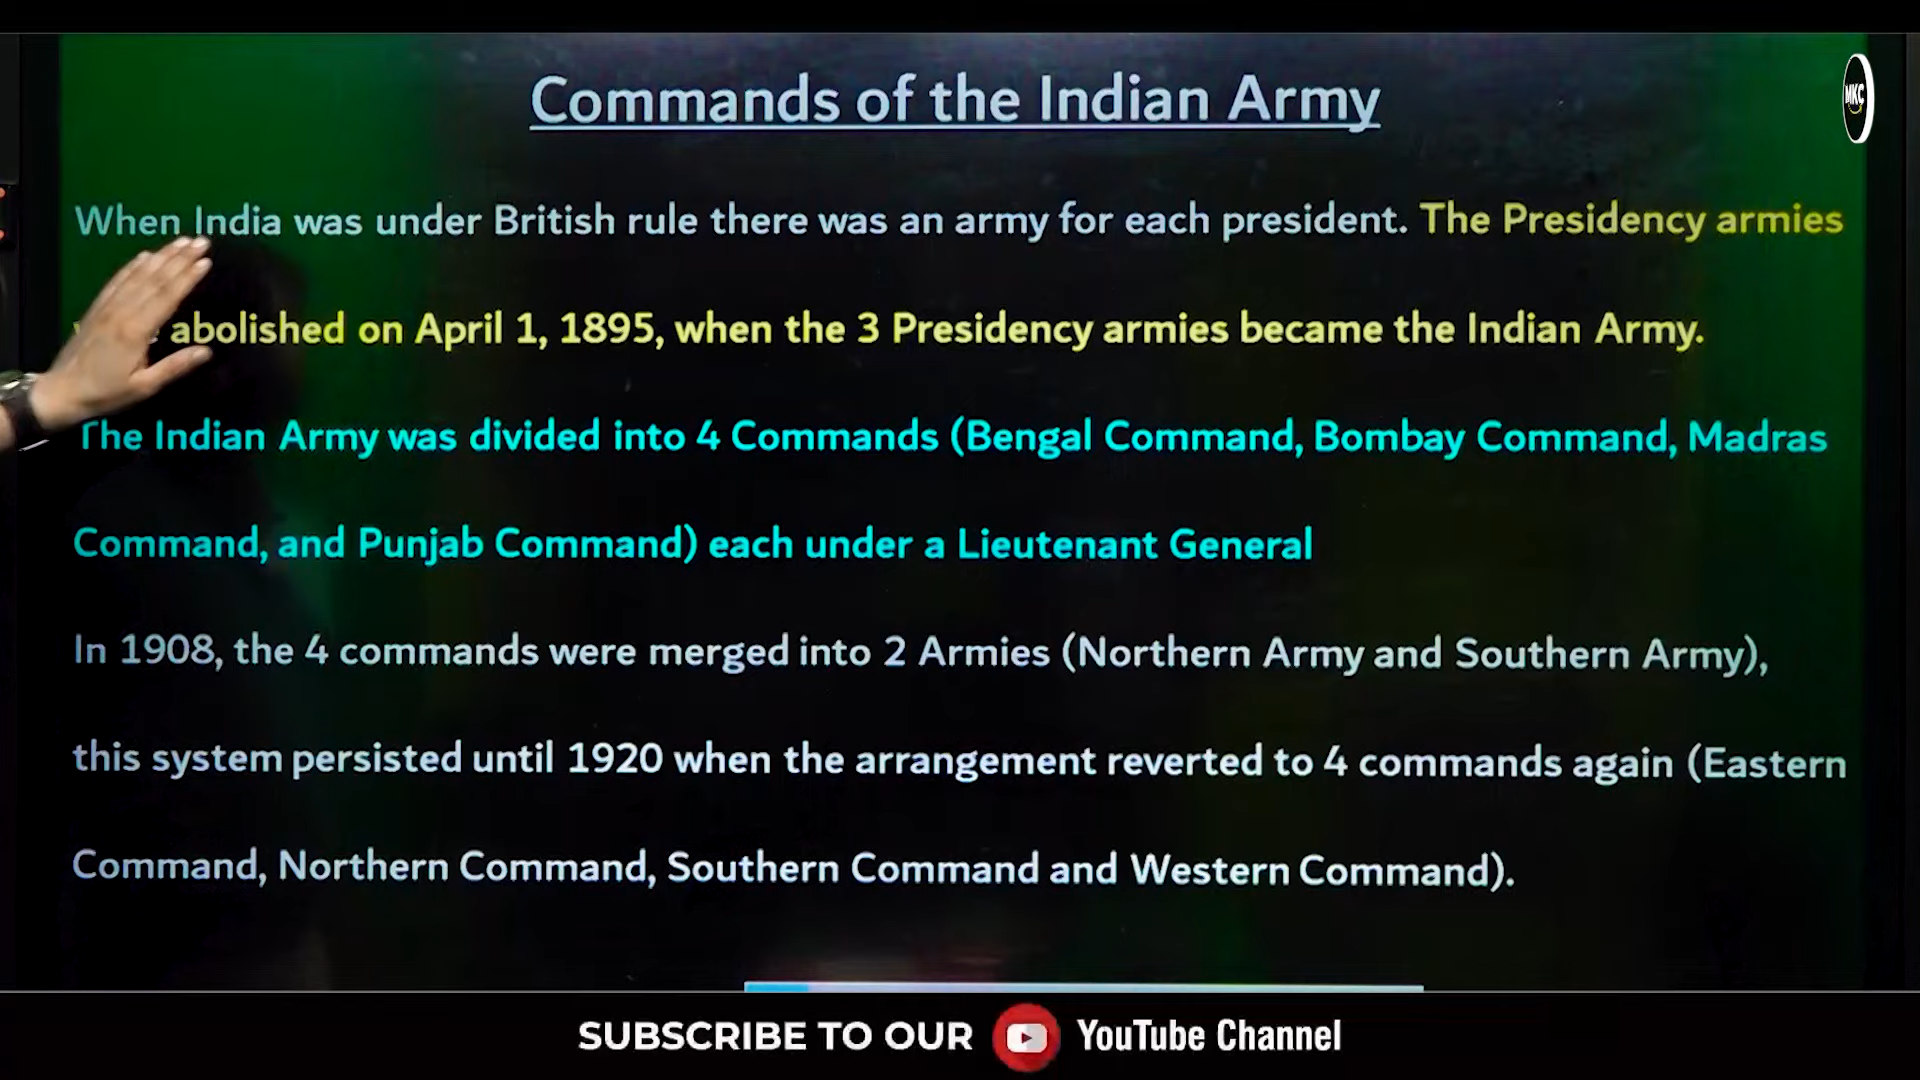 Commands of the Indian Army
MKC
When India was under British rule there was an army for each president. The Presidency armies
abolished on April 1, 1895, when the 3 Presidency armies became the Indian Army.
The Indian Army was divided into 4 Commands (Bengal Command, Bombay Command, Madras
Command, and Punjab Command) each under a Lieutenant General
In 1908, the 4 commands were merged into 2 Armies (Northern Army and Southern Army),
this system persisted until 1920 when the arrangement reverted to 4 commands again (Eastern
Command, Northern Command, Southern Command and Western Command).
SUBSCRIBE TO OUR YouTube Channel